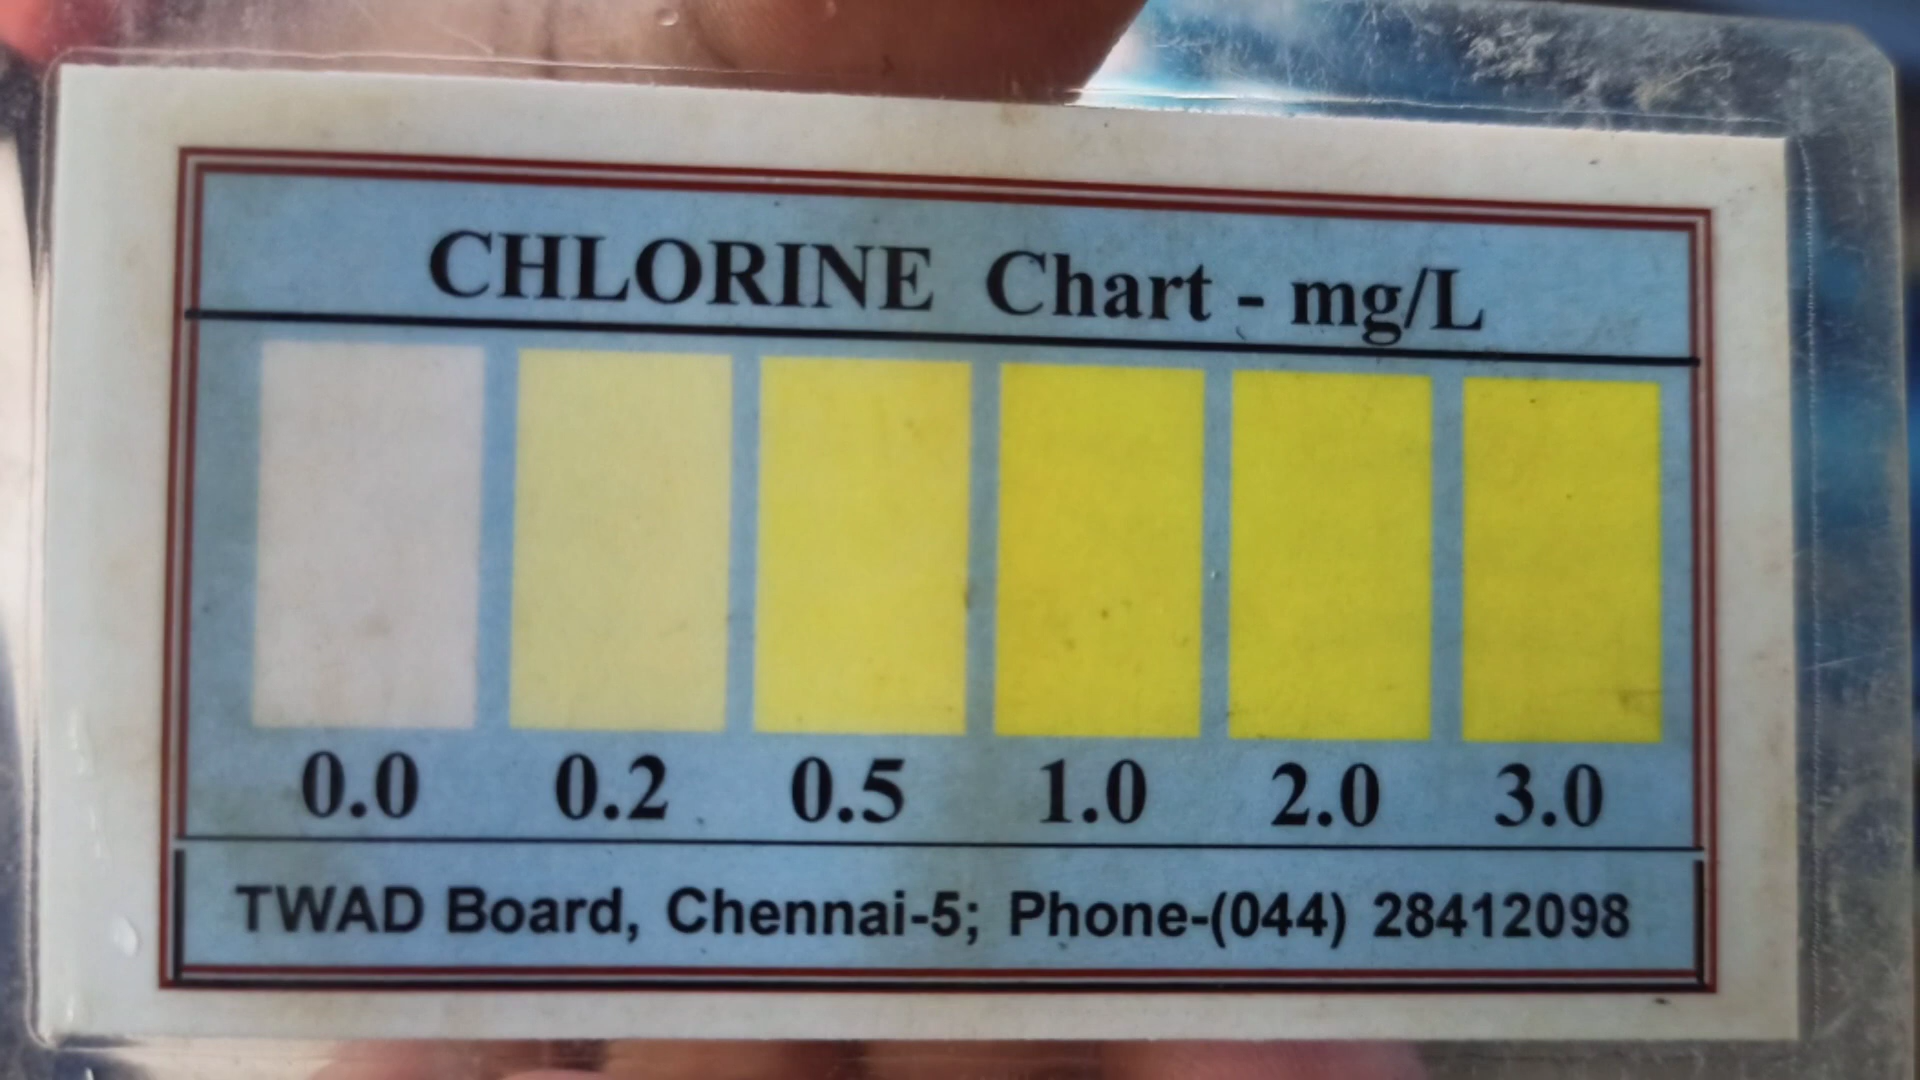 CHLORINE Chart - mg/L
0.0 0.2 0.5 1.0 2.0 3.0
TWAD Board, Chennai-5; Phone-(044) 28412098